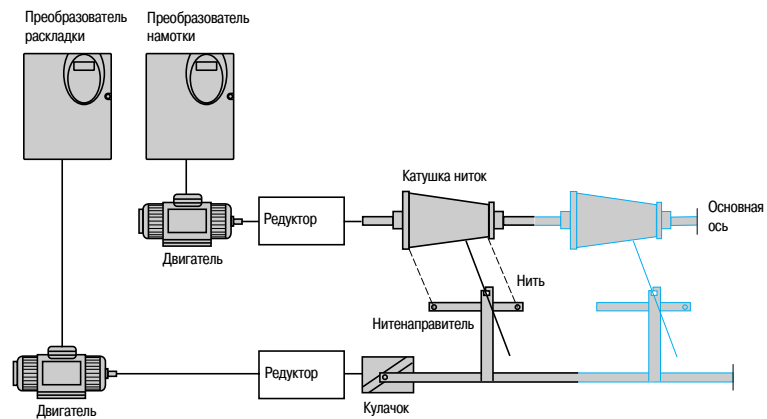 Преобразователь
раскладки
Преобразователь
намотки
Катушка ниток
Основная
ось
Редуктор
Двигатель
Нить
Нитенаправитель
Редуктор
Двигатель
Кулачок